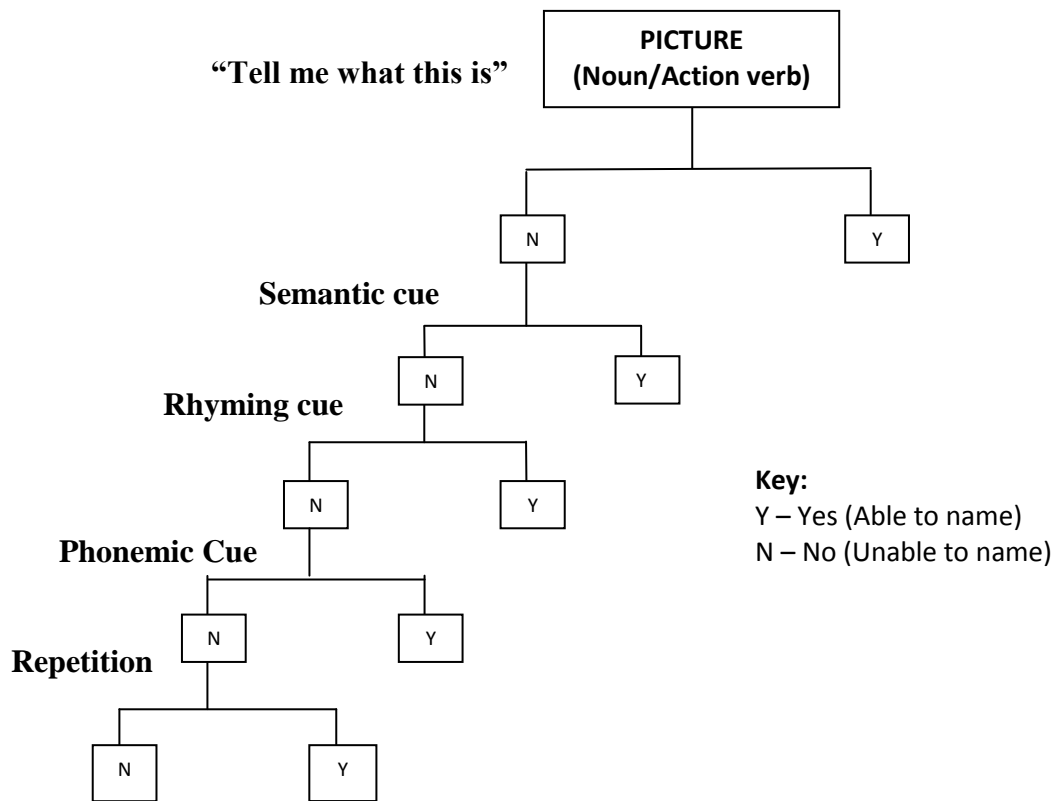 PICTURE
(Noun/Action verb)
“Tell me what this is”
N
Y
Semantic cue
N
Y
Rhyming cue
N
Y
Key:
Y – Yes (Able to name)
N – No (Unable to name)
Phonemic Cue
N
Y
Repetition
N
Y